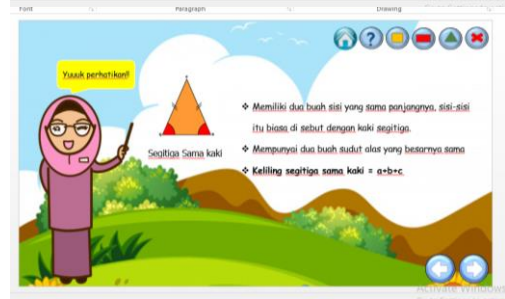 Font
Paragraph
Drawing
Yuuuk perhatikan!!
Segitiga Sama kaki
❖ Memiliki dua buah sisi yang sama panjangnya, sisi-sisi
itu biasa di sebut dengan kaki segitiga.
❖ Mempunyai dua buah sudut alas yang besarnya sama
❖ Keliling segitiga sama kaki = a+b+c
?
Activate Windows